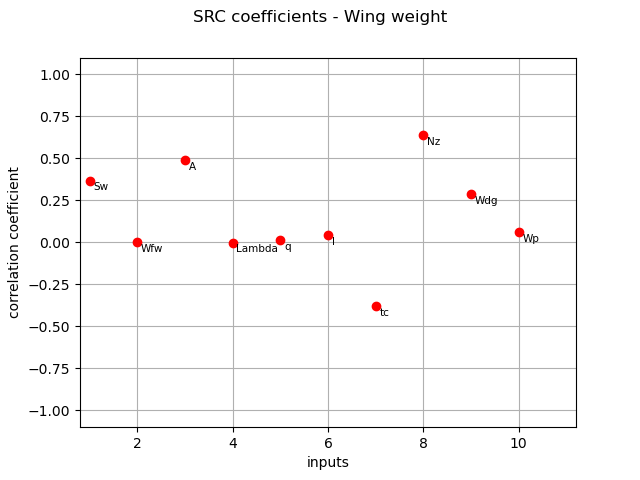 SRC coefficients - Wing weight
1.00
0.75
0.50
0.25
0.00
−0.25
−0.50
−0.75
−1.00
correlation coefficient
Sw
Wfw
A
Lambda
q
l
tc
Nz
Wdg
Wp
2
4
6
8
10
inputs